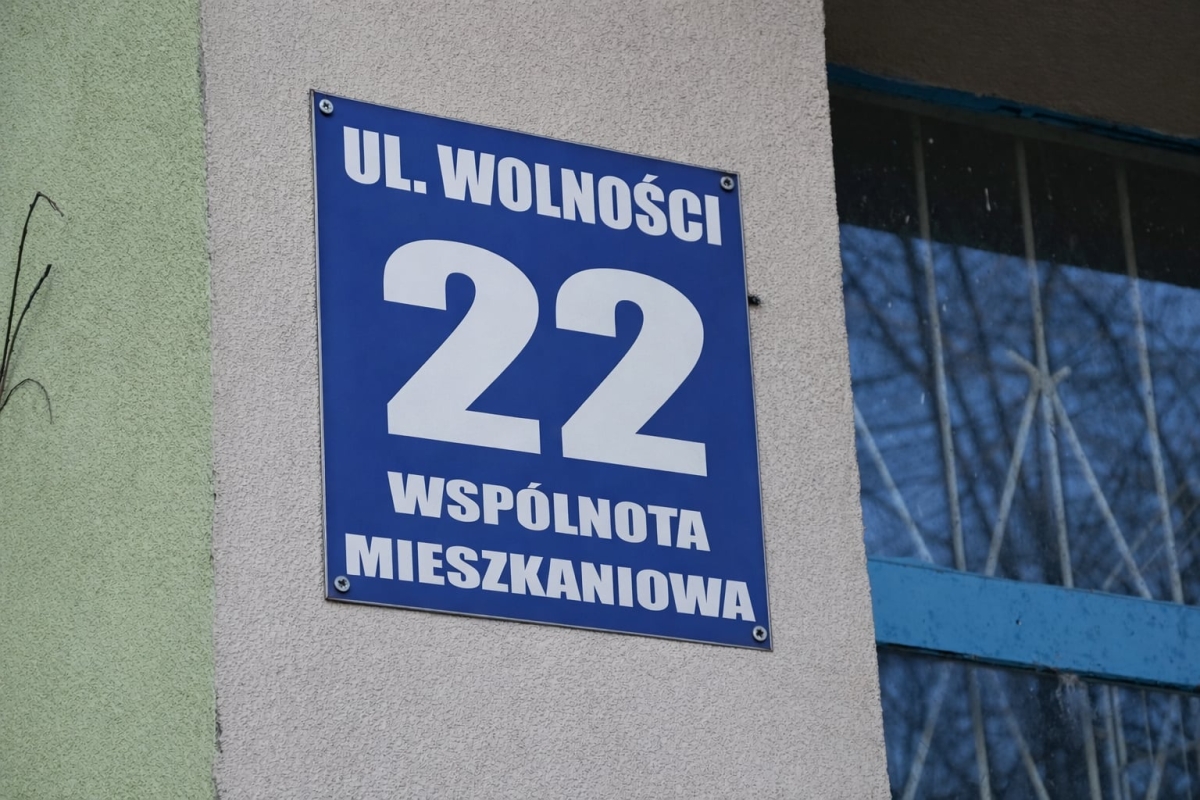 UL. WOLNOŚCI
22
WSPÓLNOTA
MIESZKANIOWA